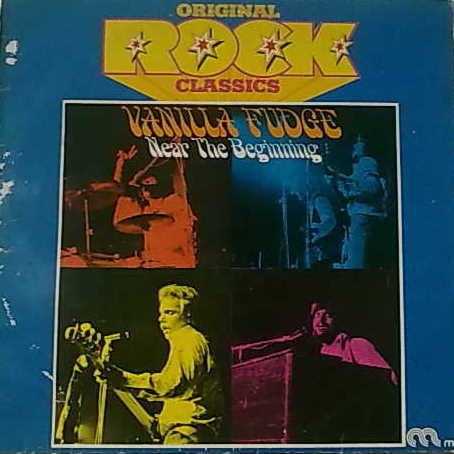 ORIGINAL
ROCK
CLASSICS
VANILLA FUDGE
Near The Beginning
m